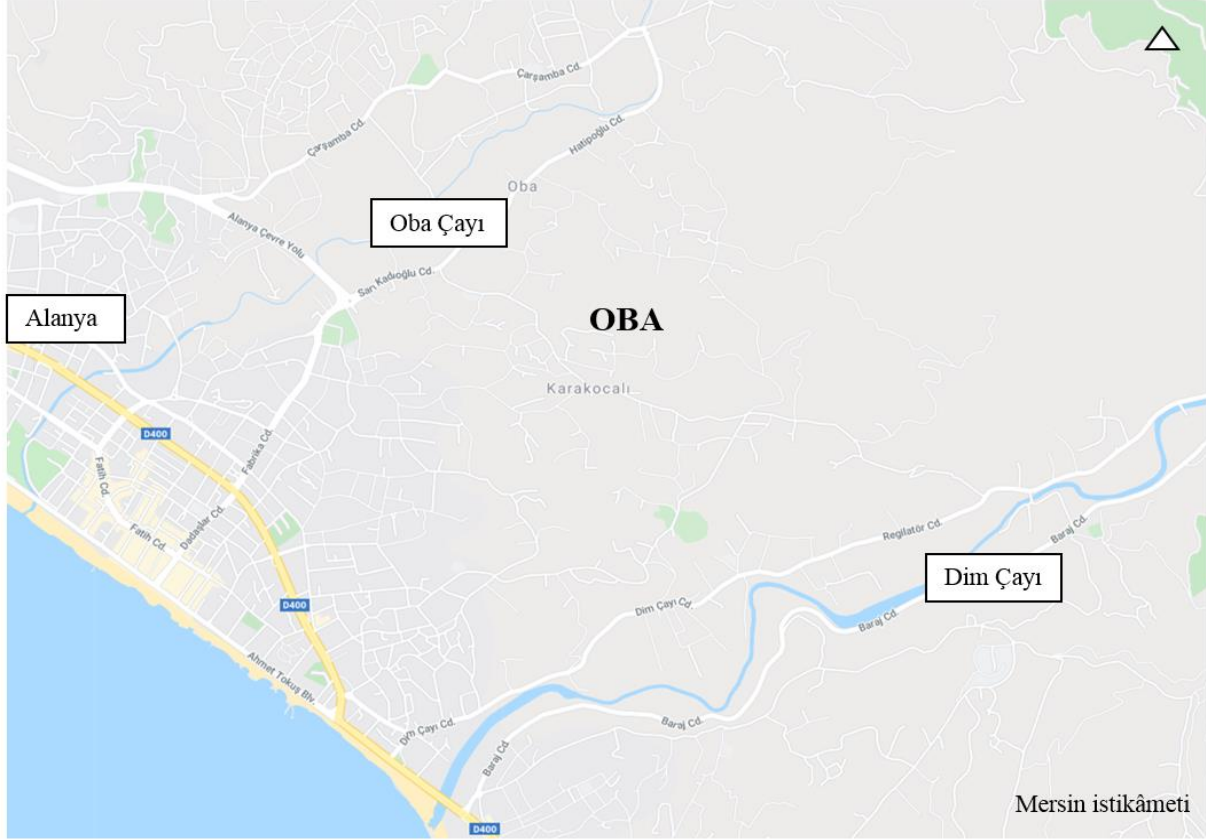 Çarşamba Cd.
Hatipoğlu Cd.
Çarşamba Cd.
Oba
Oba Çayı
Alanya Çevre Yolu
Sarı Kadıoğlu Cd.
Alanya
OBA
Karakocalı
D400
Fabrika Cd.
Fatih Cd.
Dadaşlar Cd.
Fatih Cd.
Regilatör Cd.
Baraj Cd.
Dim Çayı
D400
Dim Çayı Cd.
Baraj Cd.
Ahmet Tokuş Blv.
Dim Çayı Cd.
Baraj Cd.
Baraj Cd.
Mersin istikâmeti
D400